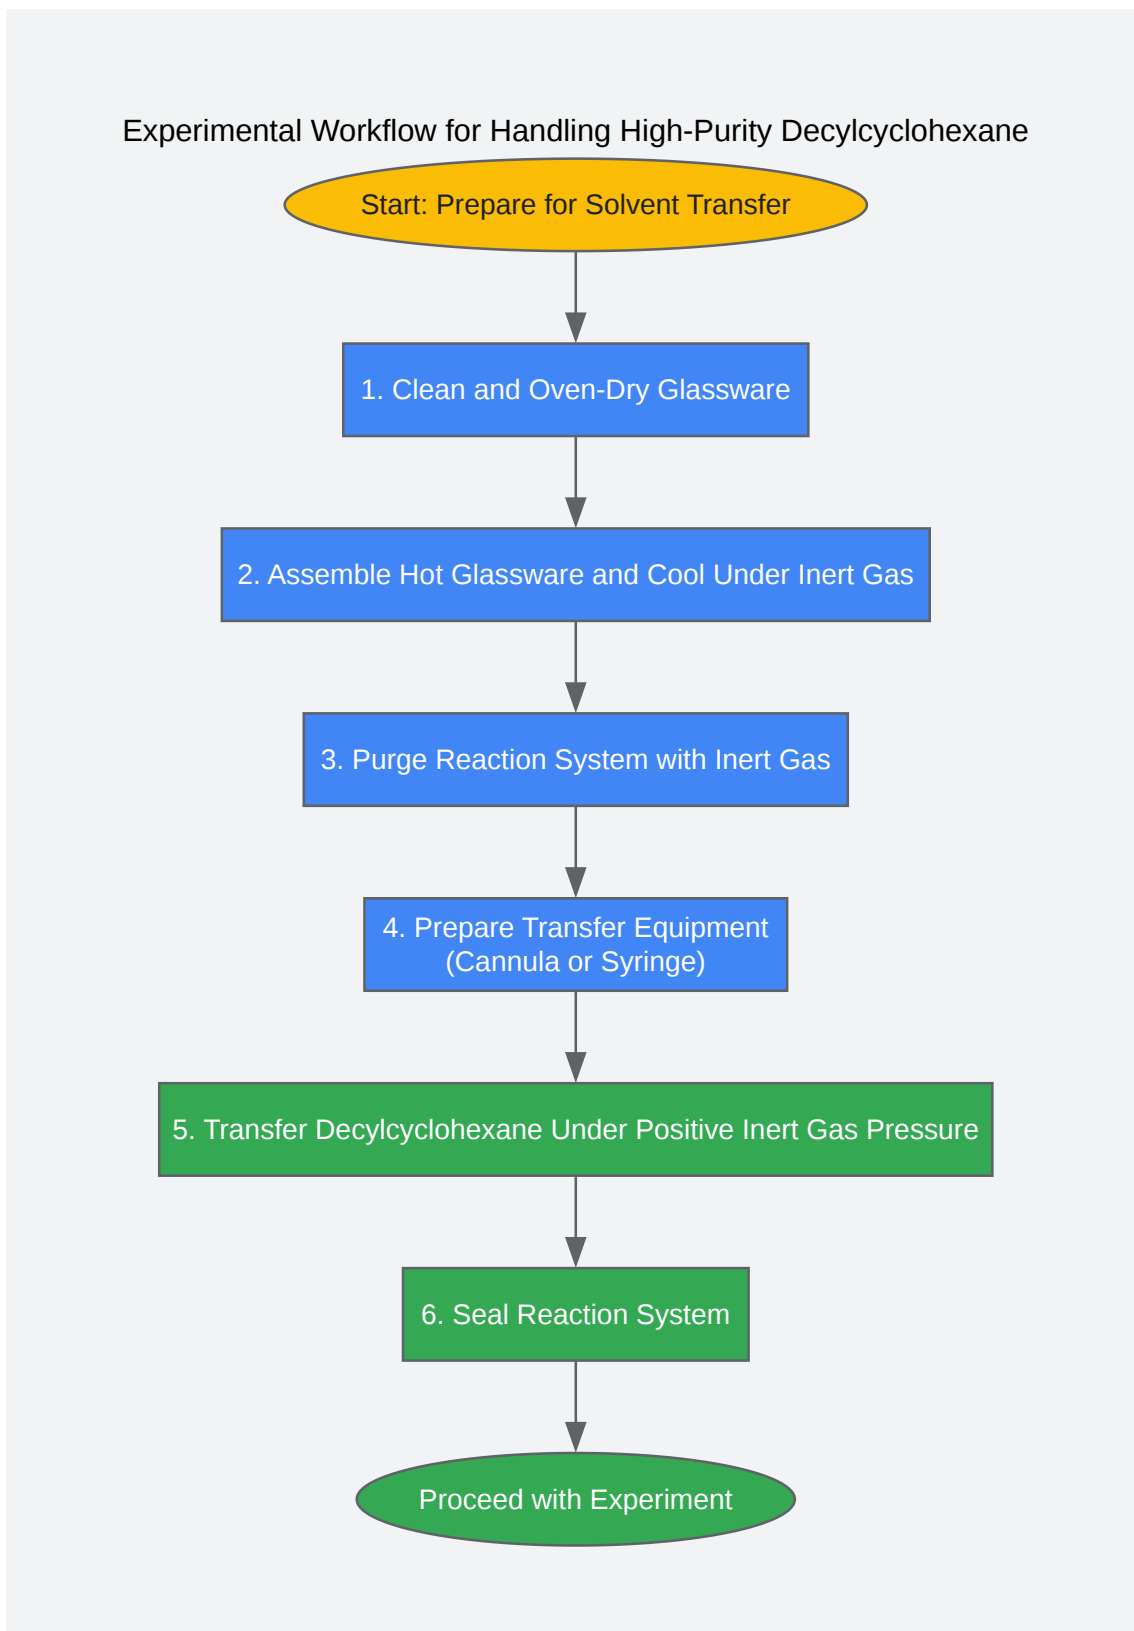 Experimental Workflow for Handling High-Purity Decylcyclohexane
Start: Prepare for Solvent Transfer
1. Clean and Oven-Dry Glassware
2. Assemble Hot Glassware and Cool Under Inert Gas
3. Purge Reaction System with Inert Gas
4. Prepare Transfer Equipment
(Cannula or Syringe)
5. Transfer Decylcyclohexane Under Positive Inert Gas Pressure
6. Seal Reaction System
Proceed with Experiment